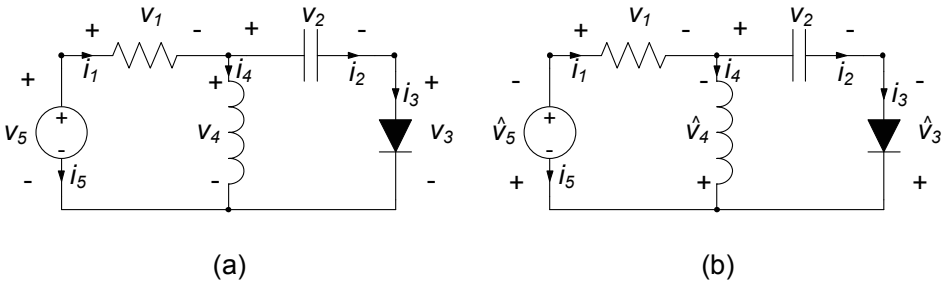 v1 v2
+ - + - + - + -
i1 i4 i2 i1 i4 i2
+ + i3 + - - i3 -
v5 + - v4 v3 v̂5 + - v̂4 v̂3
- i5 - - + i5 + +
v1 v2
(a) (b)